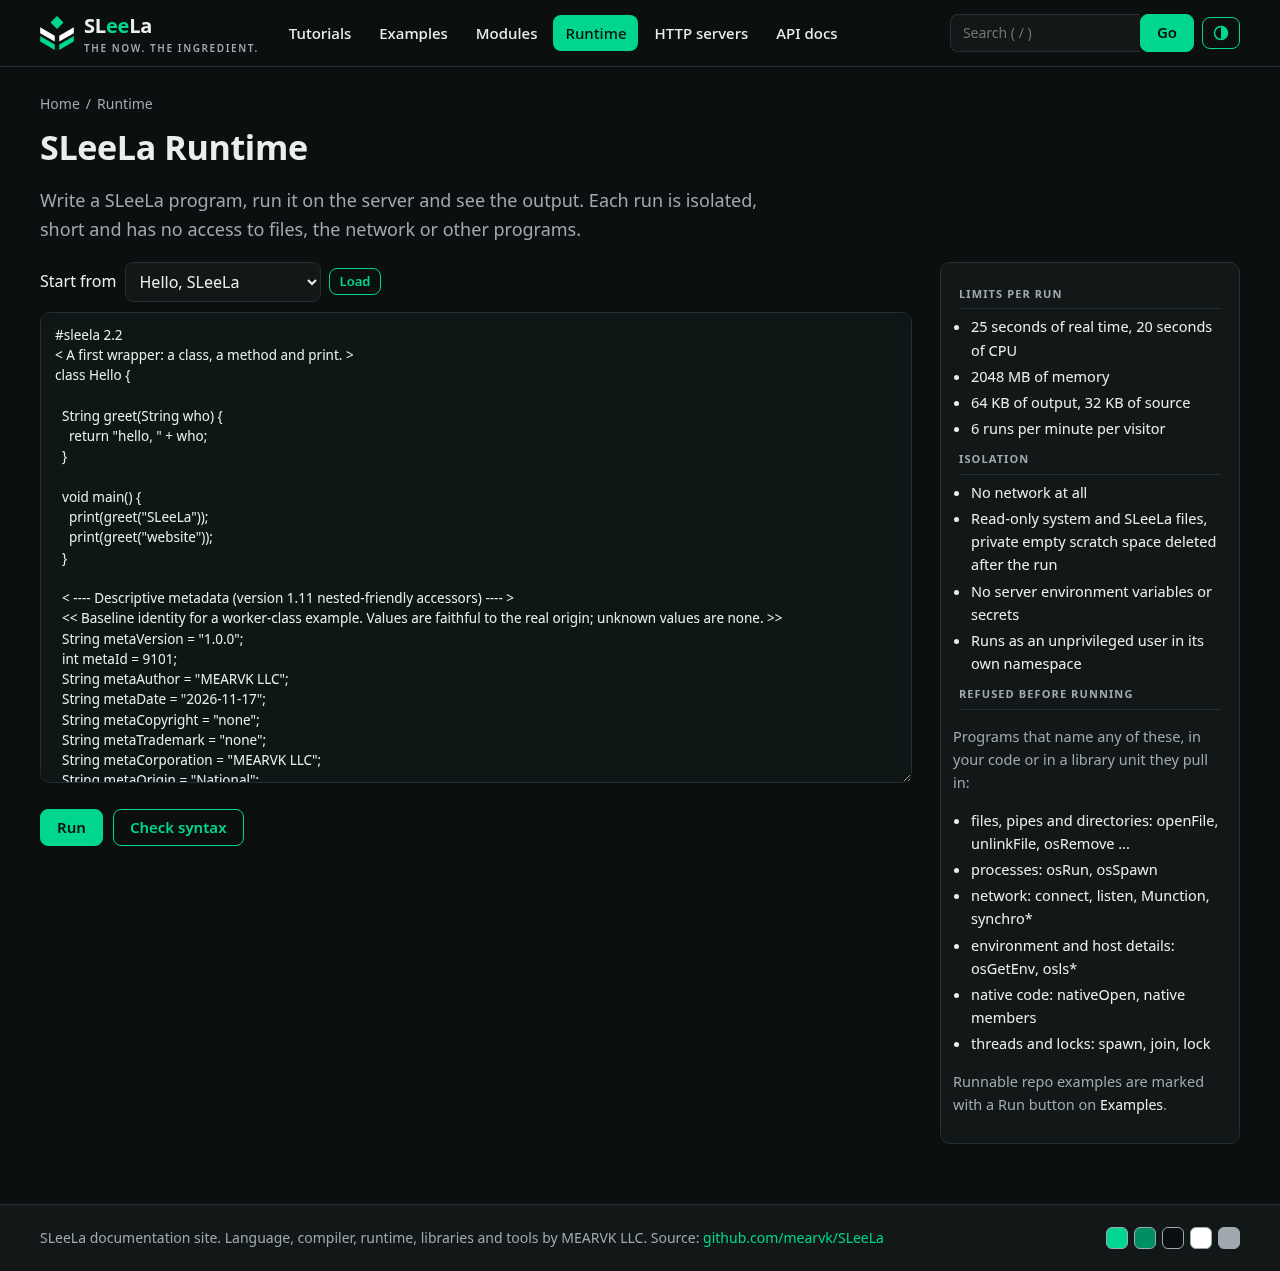 SLeeLa
THE NOW. THE INGREDIENT.
Tutorials
Examples
Modules
Runtime
HTTP servers
API docs
Search ( / )
Go
Home / Runtime
SLeeLa Runtime
Write a SLeeLa program, run it on the server and see the output. Each run is isolated,
short and has no access to files, the network or other programs.
Start from
Hello, SLeeLa
Load
#sleela 2.2
< A first wrapper: a class, a method and print. >
class Hello {
String greet(String who) {
return "hello, " + who;
}
void main() {
print(greet("SLeeLa"));
print(greet("website"));
}
< ---- Descriptive metadata (version 1.11 nested-friendly accessors) ---- >
<< Baseline identity for a worker-class example. Values are faithful to the real origin; unknown values are none. >>
String metaVersion = "1.0.0";
int metaId = 9101;
String metaAuthor = "MEARVK LLC";
String metaDate = "2026-11-17";
String metaCopyright = "none";
String metaTrademark = "none";
String metaCorporation = "MEARVK LLC";
String metaOrigin = "National";
Run
Check syntax
LIMITS PER RUN
• 25 seconds of real time, 20 seconds
of CPU
• 2048 MB of memory
• 64 KB of output, 32 KB of source
• 6 runs per minute per visitor
ISOLATION
• No network at all
• Read-only system and SLeeLa files,
private empty scratch space deleted
after the run
• No server environment variables or
secrets
• Runs as an unprivileged user in its
own namespace
REFUSED BEFORE RUNNING
Programs that name any of these, in
your code or in a library unit they pull
in:
• files, pipes and directories: openFile,
unlinkFile, osRemove ...
• processes: osRun, osSpawn
• network: connect, listen, Munction,
synchro*
• environment and host details:
osGetEnv, osIs*
• native code: nativeOpen, native
members
• threads and locks: spawn, join, lock
Runnable repo examples are marked
with a Run button on Examples.
SLeeLa documentation site. Language, compiler, runtime, libraries and tools by MEARVK LLC. Source: github.com/mearvk/SLeeLa